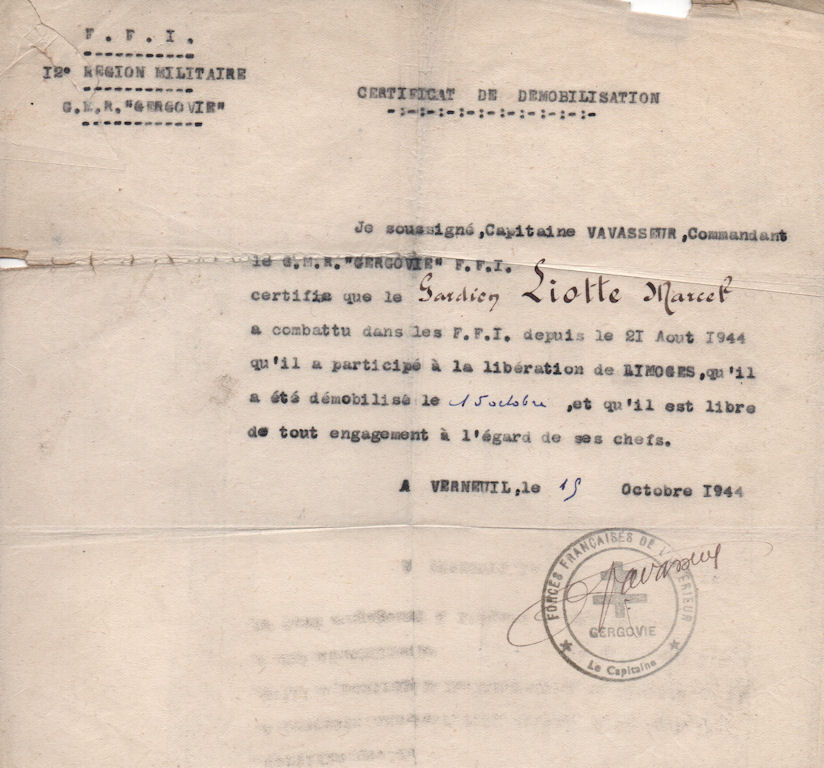 F. F. I.
I2° REGION MILITAIRE
G.M.R. "GERGOVIE"
CERTIFICAT DE DEMOBILISATION
Je soussigné, Capitaine VAVASSEUR, Commandant
le G.M.R. "GERGOVIE" F.F.I.
certifie que le Gardien Liotte Marcel
a combattu dans les F.F.I. depuis le 2I Aout I944
qu'il a participé à la libération de LIMOGES, qu'il
a été démobilisé le 15 octobre, et qu'il est libre
de tout engagement à l'égard de ses chefs.
A VERNEUIL, le 15 Octobre I944
FORCES FRANÇAISES DE L'INTÉRIEUR
Vavasseur
GERGOVIE
Le Capitaine